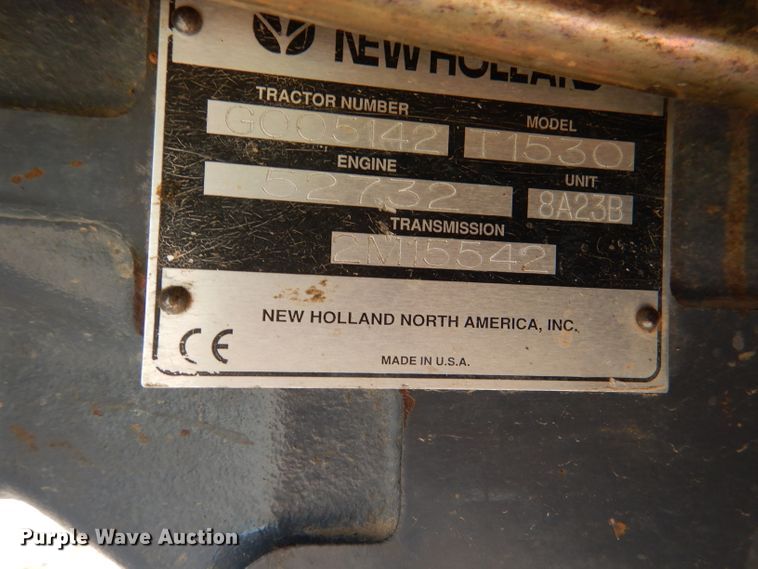 NEW HOLLAND
TRACTOR NUMBER MODEL
G005142 T1530
ENGINE UNIT
52732 8A23B
TRANSMISSION
2M15542
NEW HOLLAND NORTH AMERICA, INC.
CE
MADE IN U.S.A.
Purple Wave Auction